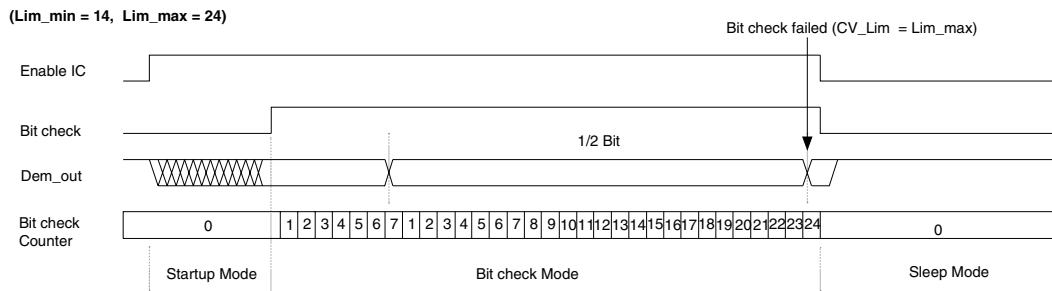 (Lim_min = 14, Lim_max = 24)
Bit check failed (CV_Lim = Lim_max)
Enable IC
Bit check
1/2 Bit
Dem_out
Bit check
Counter
0 1 2 3 4 5 6 7 1 2 3 4 5 6 7 8 9 10 11 12 13 14 15 16 17 18 19 20 21 22 23 24 0
Startup Mode Bit check Mode Sleep Mode